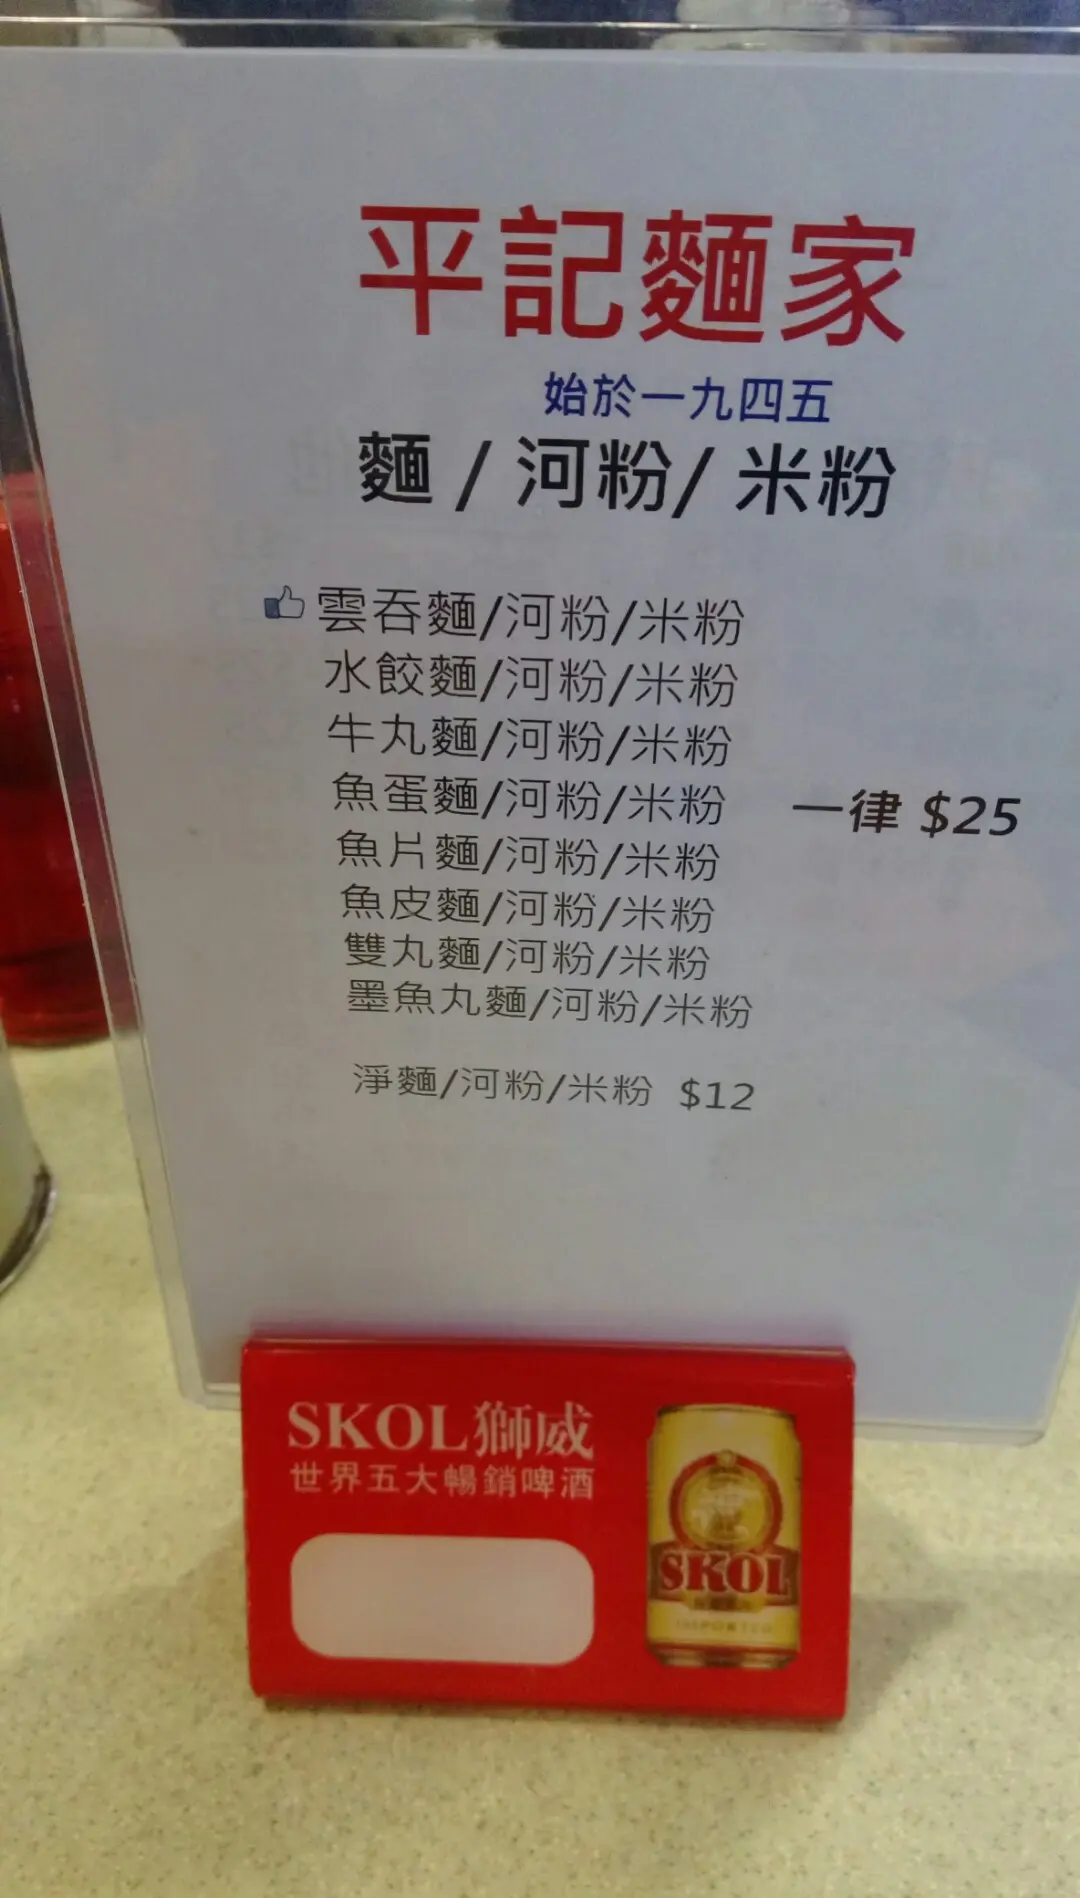 平記麵家
始於一九四五
麵 / 河粉/ 米粉
雲吞麵/河粉/米粉
水餃麵/河粉/米粉
牛丸麵/河粉/米粉
魚蛋麵/河粉/米粉 一律 $25
魚片麵/河粉/米粉
魚皮麵/河粉/米粉
雙丸麵/河粉/米粉
墨魚丸麵/河粉/米粉
淨麵/河粉/米粉 $12
SKOL獅威
世界五大暢銷啤酒
SKOL